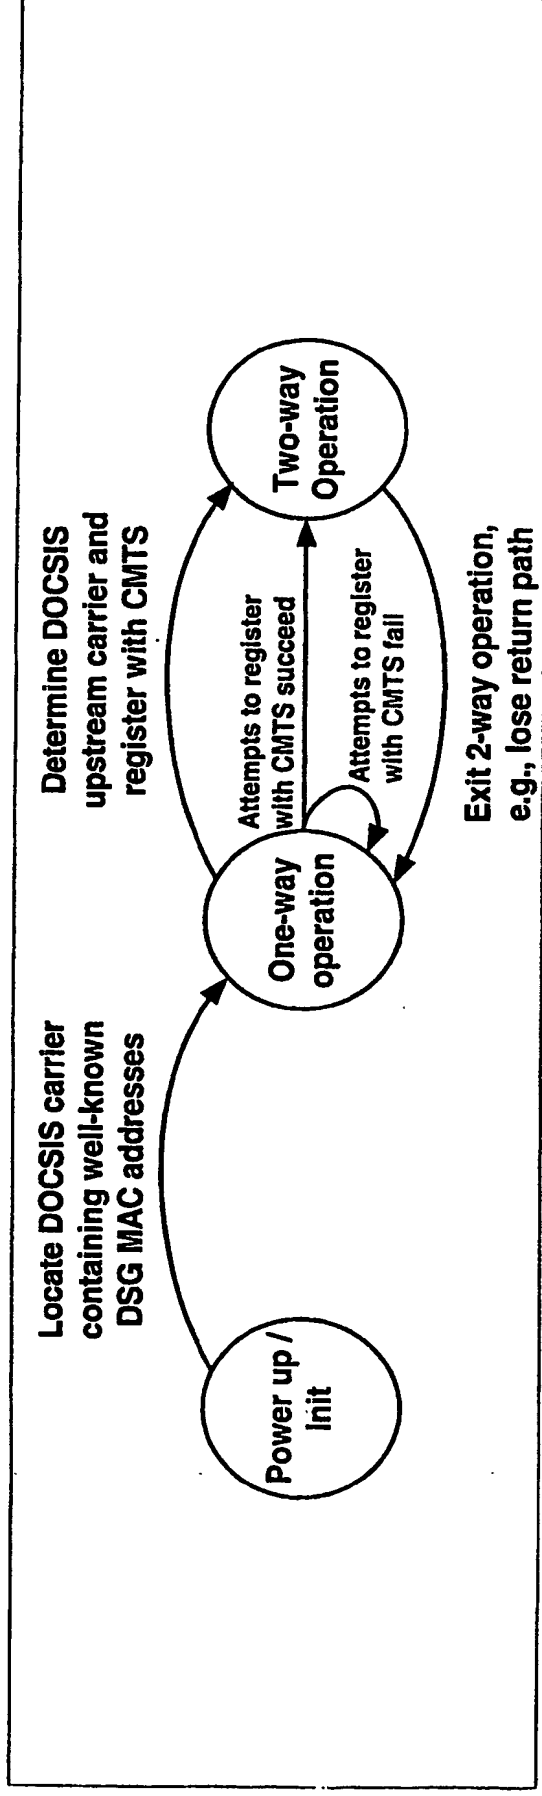 Locate DOCSIS carrier
containing well-known
DSG MAC addresses
Determine DOCSIS
upstream carrier and
register with CMTS
Power up /
Init
One-way
operation
Attempts to register
with CMTS succeed
Attempts to register
with CMTS fail
Two-way
Operation
Exit 2-way operation,
e.g., lose return path